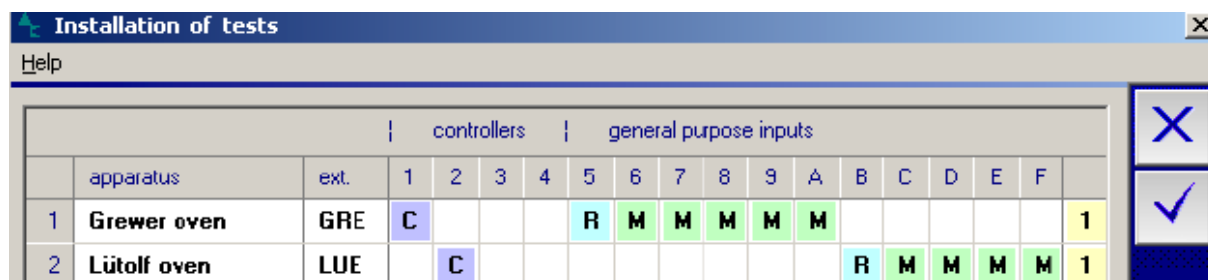 Installation of tests
Help
¦ controllers ¦ general purpose inputs
apparatus ext. 1 2 3 4 5 6 7 8 9 A B C D E F
1 Grewer oven GRE C R M M M M M 1
2 Lütolf oven LUE C R M M M M 1